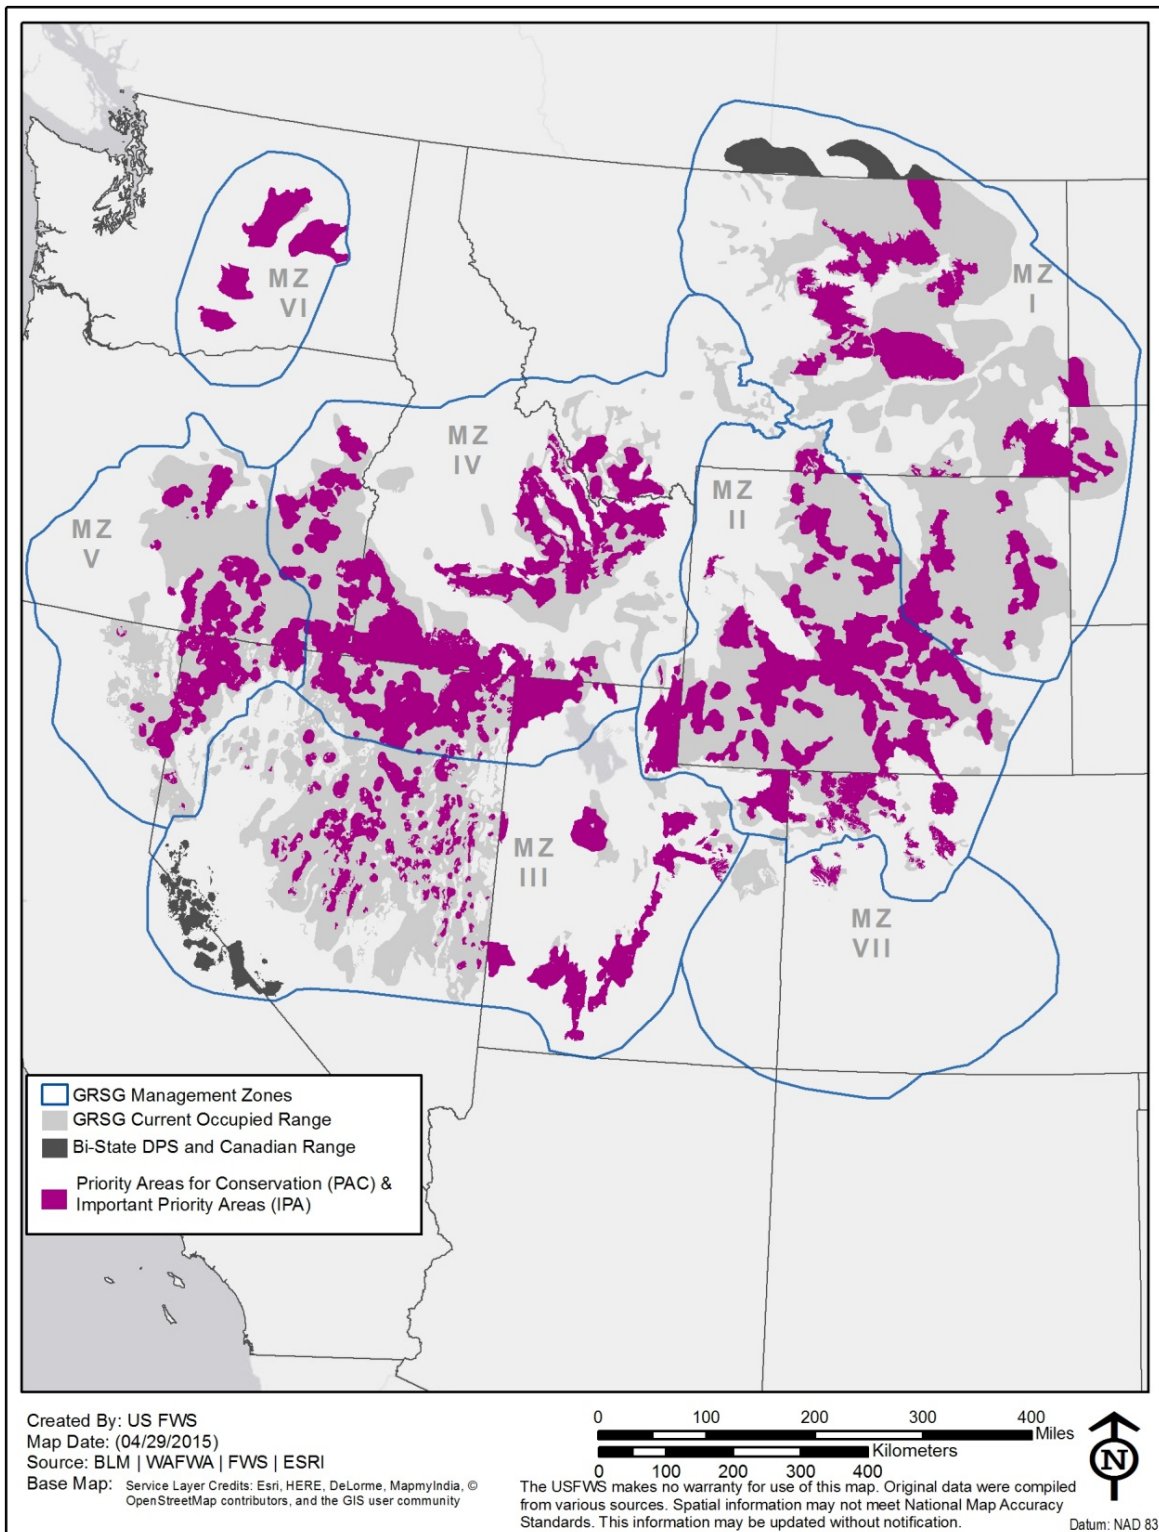 MZ
VI
MZ
I
MZ
IV
MZ
II
MZ
V
MZ
III
MZ
VII
GRSG Management Zones
GRSG Current Occupied Range
Bi-State DPS and Canadian Range
Priority Areas for Conservation (PAC) &
Important Priority Areas (IPA)
Created By: US FWS
Map Date: (04/29/2015)
Source: BLM | WAFWA | FWS | ESRI
Base Map: Service Layer Credits: Esri, HERE, DeLorme, MapmyIndia, ©
OpenStreetMap contributors, and the GIS user community
0 100 200 300 400
Miles
Kilometers
0 100 200 300 400
The USFWS makes no warranty for use of this map. Original data were compiled
from various sources. Spatial information may not meet National Map Accuracy
Standards. This information may be updated without notification.
N
Datum: NAD 83